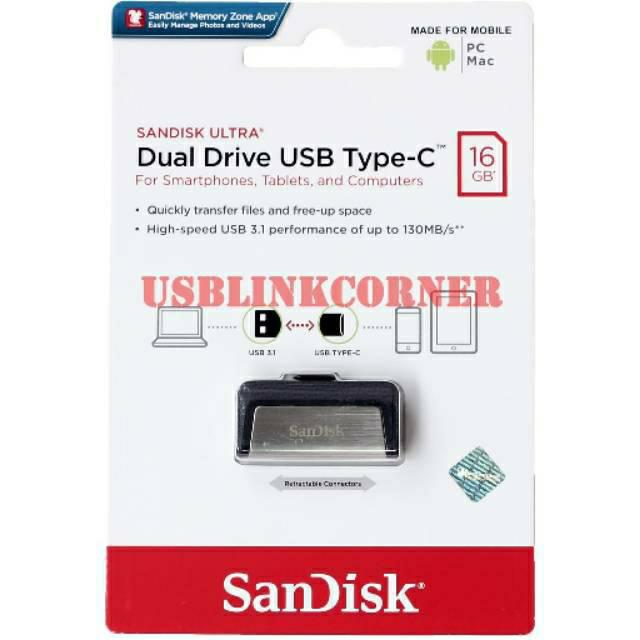 SanDisk® Memory Zone App†
Easily Manage Photos and Videos
MADE FOR MOBILE
PC
Mac
SANDISK ULTRA®
Dual Drive USB Type-C™
For Smartphones, Tablets, and Computers
16
GB*
• Quickly transfer files and free-up space
• High-speed USB 3.1 performance of up to 130MB/s**
USBLINKCORNER
USB 3.1
USB TYPE-C
SanDisk
Retractable Connectors
SanDisk®